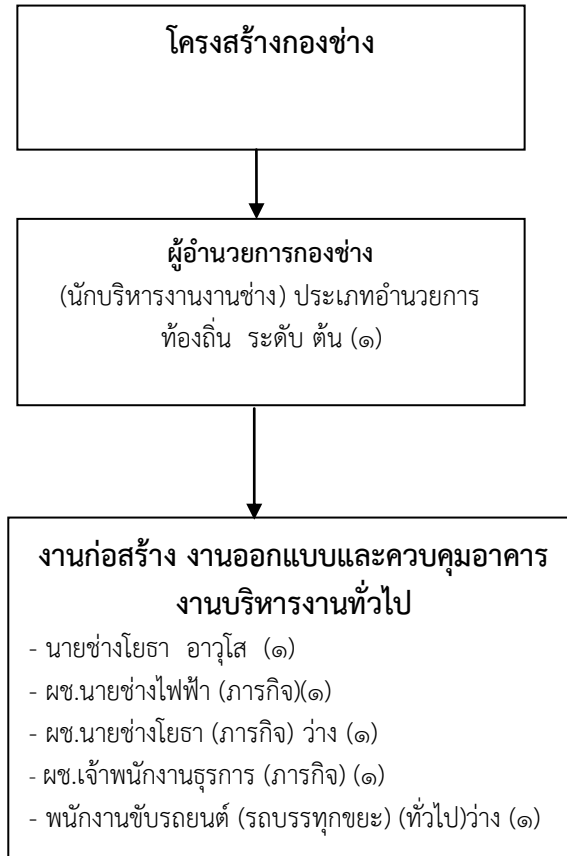 โครงสร้างกองช่าง
ผู้อำนวยการกองช่าง
(นักบริหารงานงานช่าง) ประเภทอำนวยการ
ท้องถิ่น ระดับ ต้น (๑)
งานก่อสร้าง งานออกแบบและควบคุมอาคาร
งานบริหารงานทั่วไป
- นายช่างโยธา อาวุโส (๑)
- ผช.นายช่างไฟฟ้า (ภารกิจ)(๑)
- ผช.นายช่างโยธา (ภารกิจ) ว่าง (๑)
- ผช.เจ้าพนักงานธุรการ (ภารกิจ) (๑)
- พนักงานขับรถยนต์ (รถบรรทุกขยะ) (ทั่วไป)ว่าง (๑)